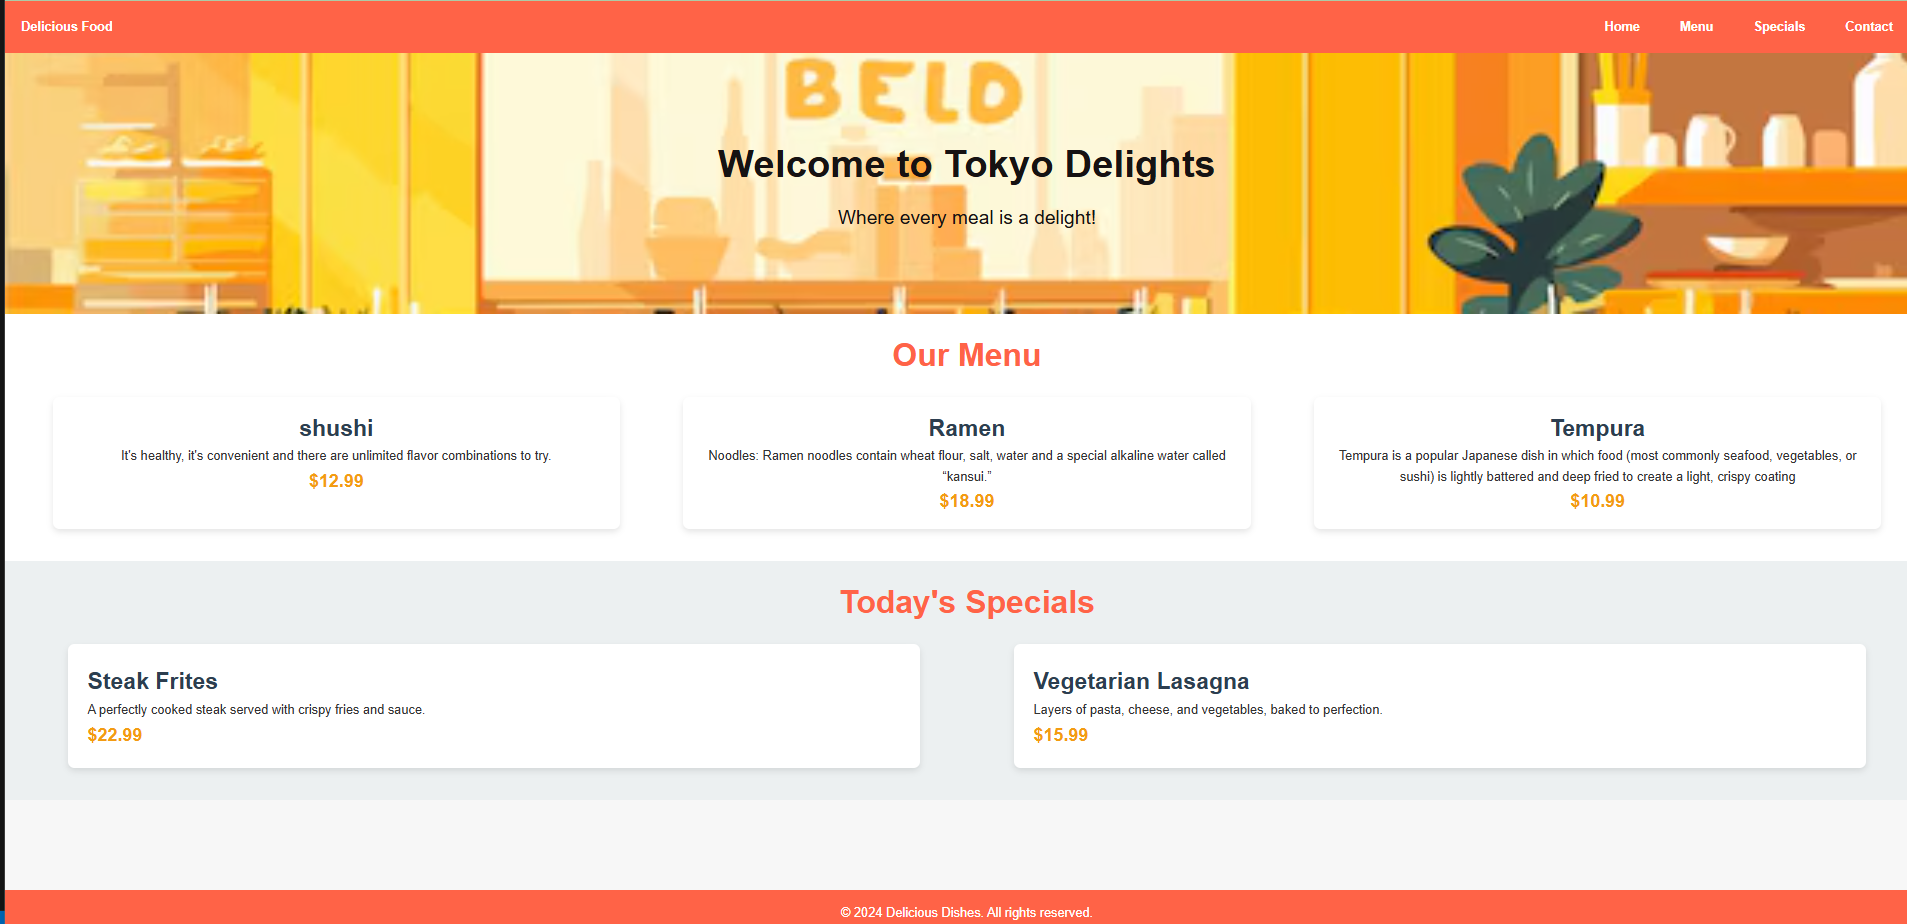 Delicious Food
Home Menu Specials Contact
BELD
Welcome to Tokyo Delights
Where every meal is a delight!
Our Menu
shushi
It's healthy, it's convenient and there are unlimited flavor combinations to try.
$12.99
Ramen
Noodles: Ramen noodles contain wheat flour, salt, water and a special alkaline water called
“kansui.”
$18.99
Tempura
Tempura is a popular Japanese dish in which food (most commonly seafood, vegetables, or
sushi) is lightly battered and deep fried to create a light, crispy coating
$10.99
Today's Specials
Steak Frites
A perfectly cooked steak served with crispy fries and sauce.
$22.99
Vegetarian Lasagna
Layers of pasta, cheese, and vegetables, baked to perfection.
$15.99
© 2024 Delicious Dishes. All rights reserved.